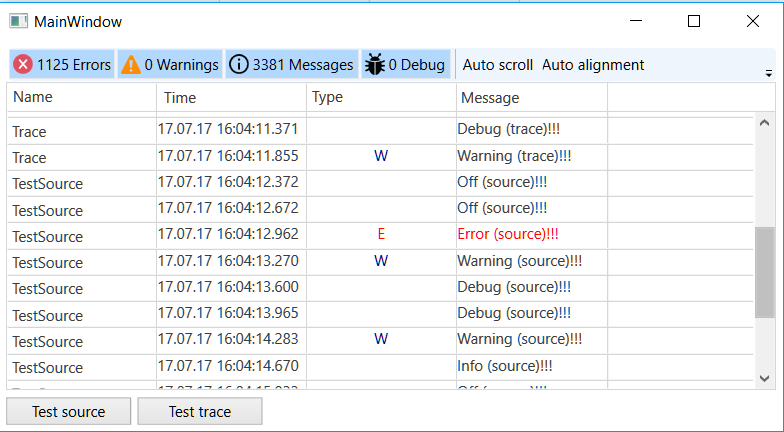 MainWindow
1125 Errors 0 Warnings 3381 Messages 0 Debug Auto scroll Auto alignment
Name Time Type Message
Trace 17.07.17 16:04:11.371 Debug (trace)!!!
Trace 17.07.17 16:04:11.855 W Warning (trace)!!!
TestSource 17.07.17 16:04:12.372 Off (source)!!!
TestSource 17.07.17 16:04:12.672 Off (source)!!!
TestSource 17.07.17 16:04:12.962 E Error (source)!!!
TestSource 17.07.17 16:04:13.270 W Warning (source)!!!
TestSource 17.07.17 16:04:13.600 Debug (source)!!!
TestSource 17.07.17 16:04:13.965 Debug (source)!!!
TestSource 17.07.17 16:04:14.283 W Warning (source)!!!
TestSource 17.07.17 16:04:14.670 Info (source)!!!
Test source Test trace